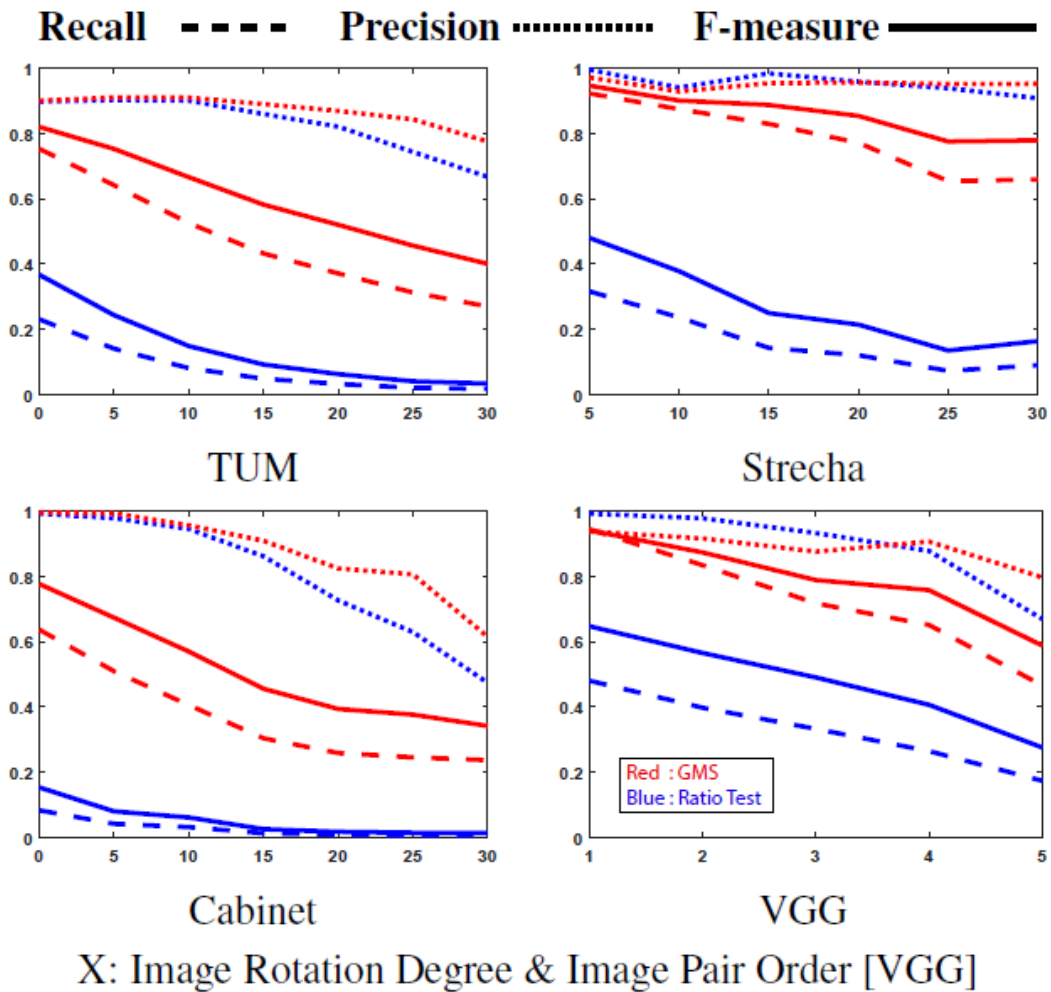 Recall Precision F-measure
1
0.8
0.6
0.4
0.2
0
0 5 10 15 20 25 30
TUM
1
0.8
0.6
0.4
0.2
0
5 10 15 20 25 30
Strecha
1
0.8
0.6
0.4
0.2
0
0 5 10 15 20 25 30
Cabinet
1
0.8
0.6
0.4
0.2
0
Red : GMS
Blue : Ratio Test
1 2 3 4 5
VGG
X: Image Rotation Degree & Image Pair Order [VGG]